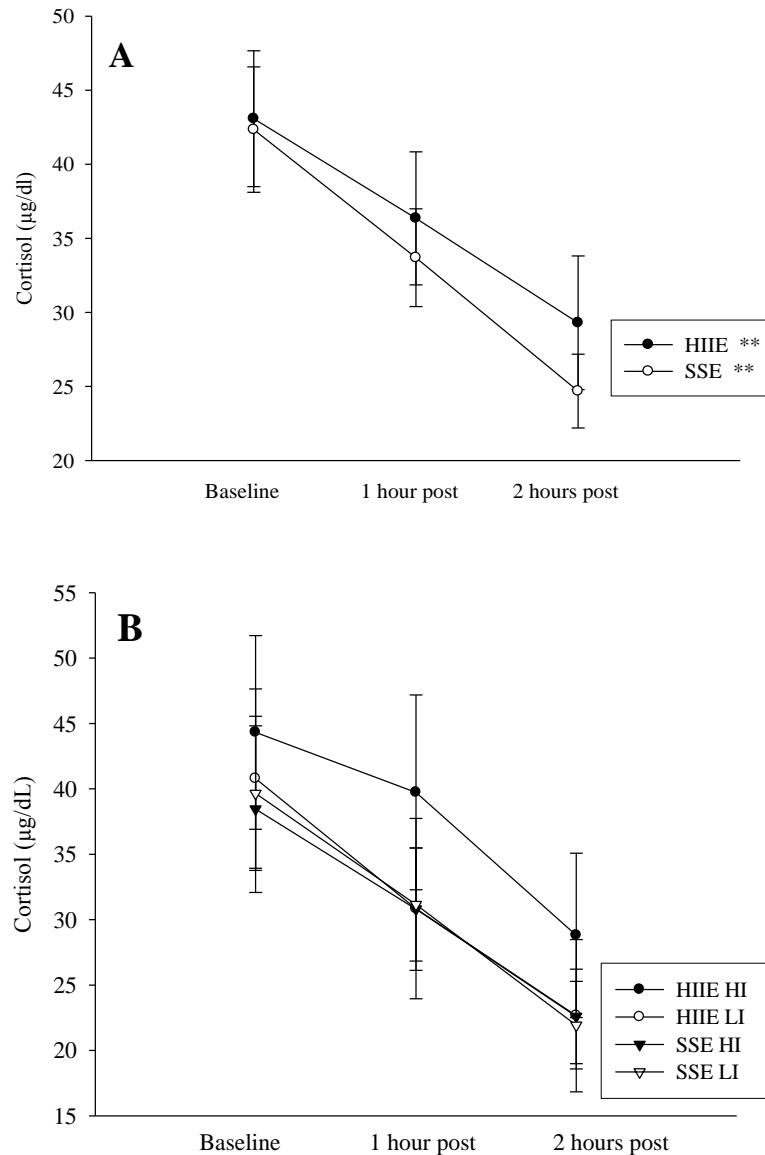 50
A
45
40
Cortisol (µg/dl)
35
30
HIIE **
25
SSE **
20
Baseline
1 hour post
2 hours post
55
B
50
45
40
Cortisol (µg/dL)
35
30
25
HIIE HI
HIIE LI
20
SSE HI
SSE LI
15
Baseline
1 hour post
2 hours post